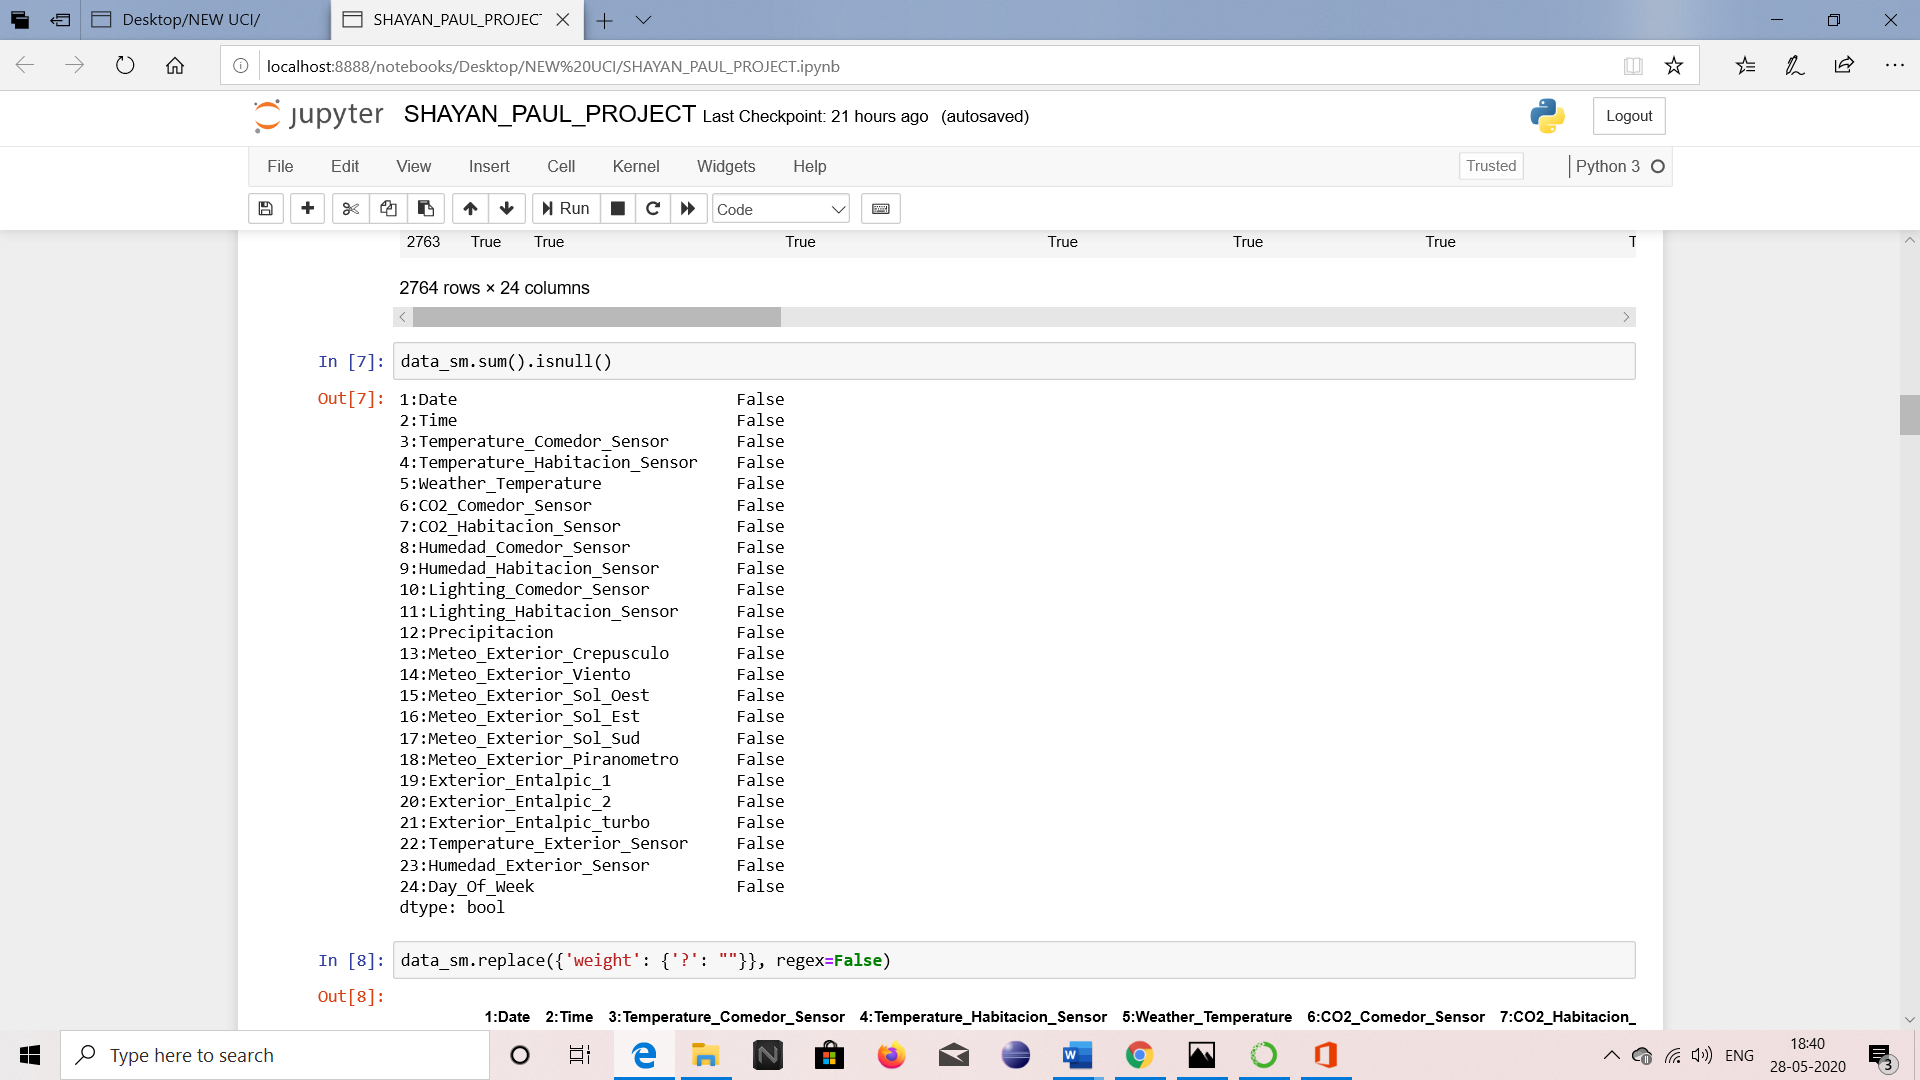 Desktop/NEW UCI/
SHAYAN_PAUL_PROJEC
localhost:8888/notebooks/Desktop/NEW%20UCI/SHAYAN_PAUL_PROJECT.ipynb
jupyter SHAYAN_PAUL_PROJECT Last Checkpoint: 21 hours ago (autosaved)
Logout
File Edit View Insert Cell Kernel Widgets Help
Trusted
Python 3
Run
Code
2763 True True True True True True T
2764 rows × 24 columns
In [7]: data_sm.sum().isnull()
Out[7]: 1:Date False
2:Time False
3:Temperature_Comedor_Sensor False
4:Temperature_Habitacion_Sensor False
5:Weather_Temperature False
6:CO2_Comedor_Sensor False
7:CO2_Habitacion_Sensor False
8:Humedad_Comedor_Sensor False
9:Humedad_Habitacion_Sensor False
10:Lighting_Comedor_Sensor False
11:Lighting_Habitacion_Sensor False
12:Precipitacion False
13:Meteo_Exterior_Crepusculo False
14:Meteo_Exterior_Viento False
15:Meteo_Exterior_Sol_Oest False
16:Meteo_Exterior_Sol_Est False
17:Meteo_Exterior_Sol_Sud False
18:Meteo_Exterior_Piranometro False
19:Exterior_Entalpic_1 False
20:Exterior_Entalpic_2 False
21:Exterior_Entalpic_turbo False
22:Temperature_Exterior_Sensor False
23:Humedad_Exterior_Sensor False
24:Day_Of_Week False
dtype: bool
In [8]: data_sm.replace({'weight': {'?': ""}}, regex=False)
Out[8]:
1:Date 2:Time 3:Temperature_Comedor_Sensor 4:Temperature_Habitacion_Sensor 5:Weather_Temperature 6:CO2_Comedor_Sensor 7:CO2_Habitacion_
Type here to search
ENG
18:40
28-05-2020
3